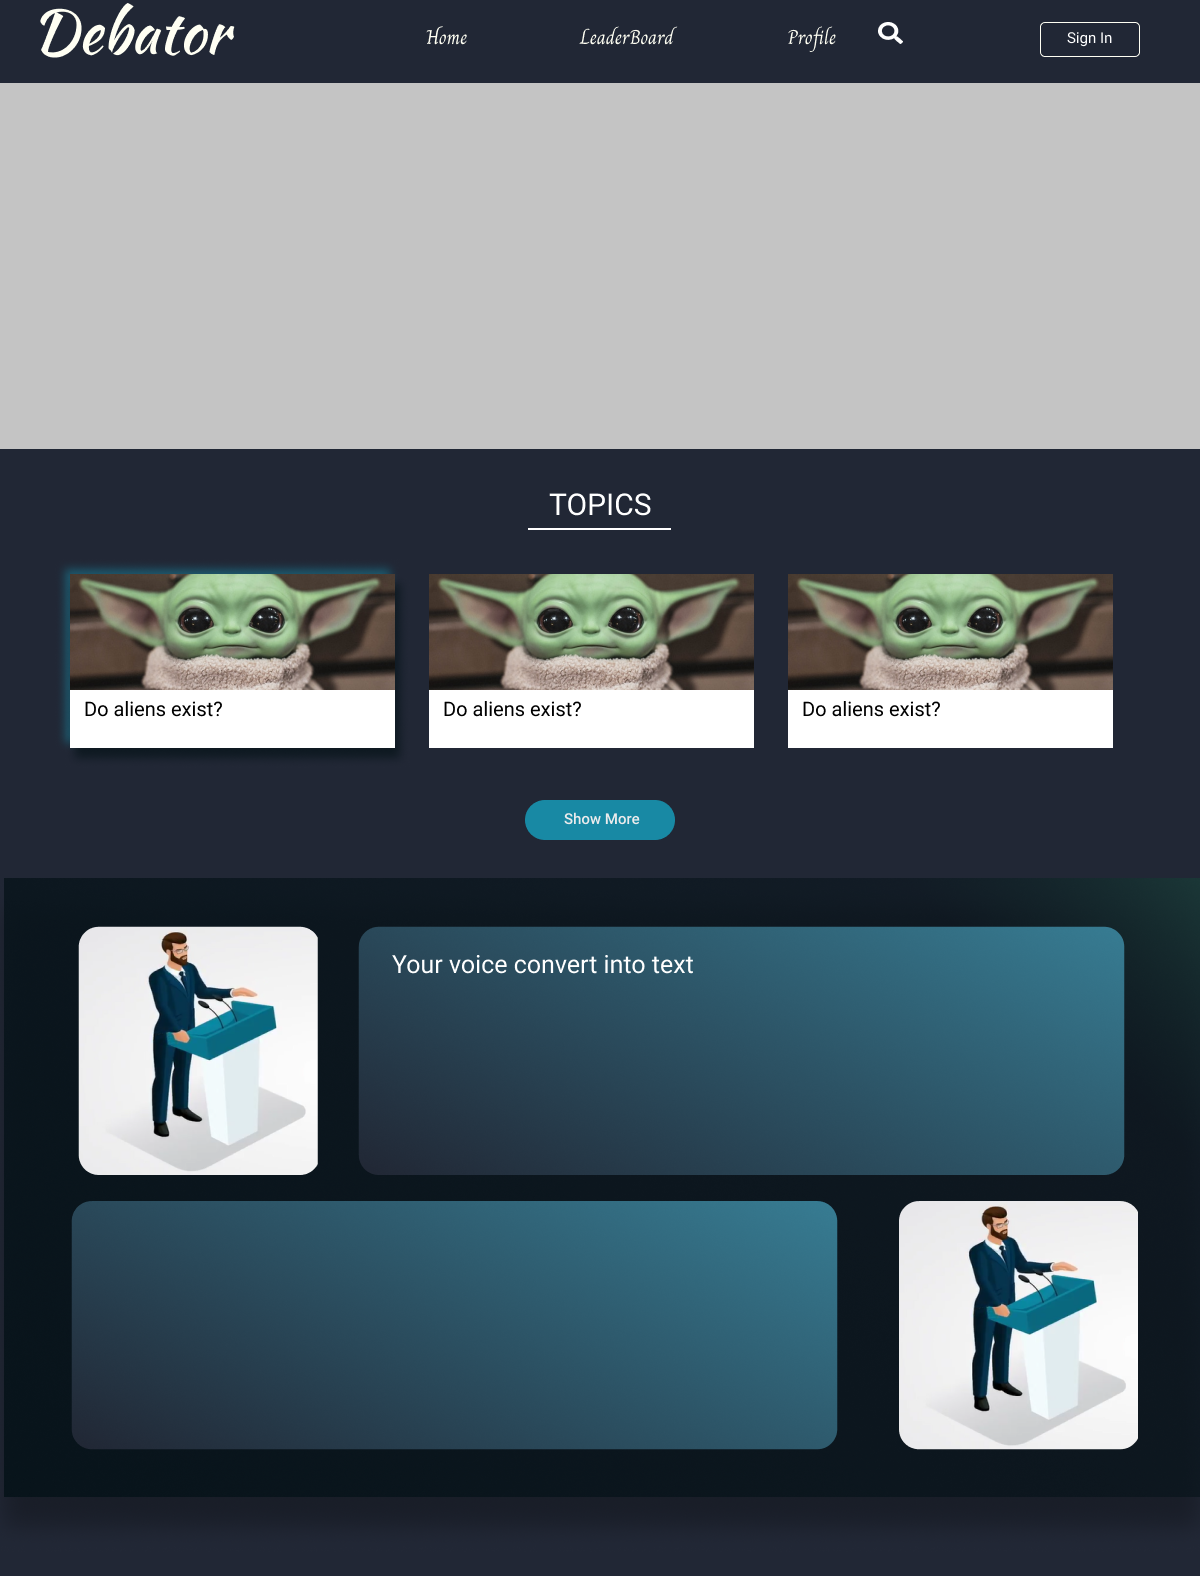 Debator
Home
LeaderBoard
Profile
Sign In
TOPICS
Do aliens exist?
Do aliens exist?
Do aliens exist?
Show More
Your voice convert into text